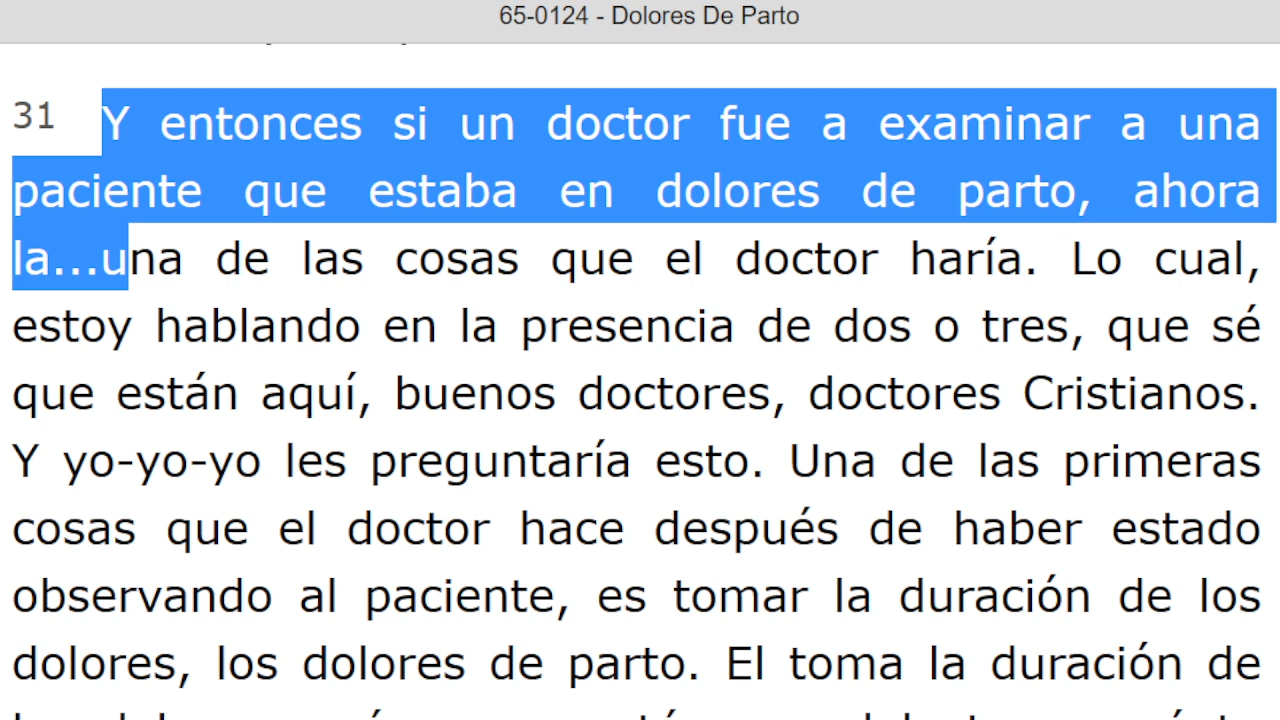 65-0124 - Dolores De Parto
31 Y entonces si un doctor fue a examinar a una
paciente que estaba en dolores de parto, ahora
la...una de las cosas que el doctor haría. Lo cual,
estoy hablando en la presencia de dos o tres, que sé
que están aquí, buenos doctores, doctores Cristianos.
Y yo-yo-yo les preguntaría esto. Una de las primeras
cosas que el doctor hace después de haber estado
observando al paciente, es tomar la duración de los
dolores, los dolores de parto. El toma la duración de